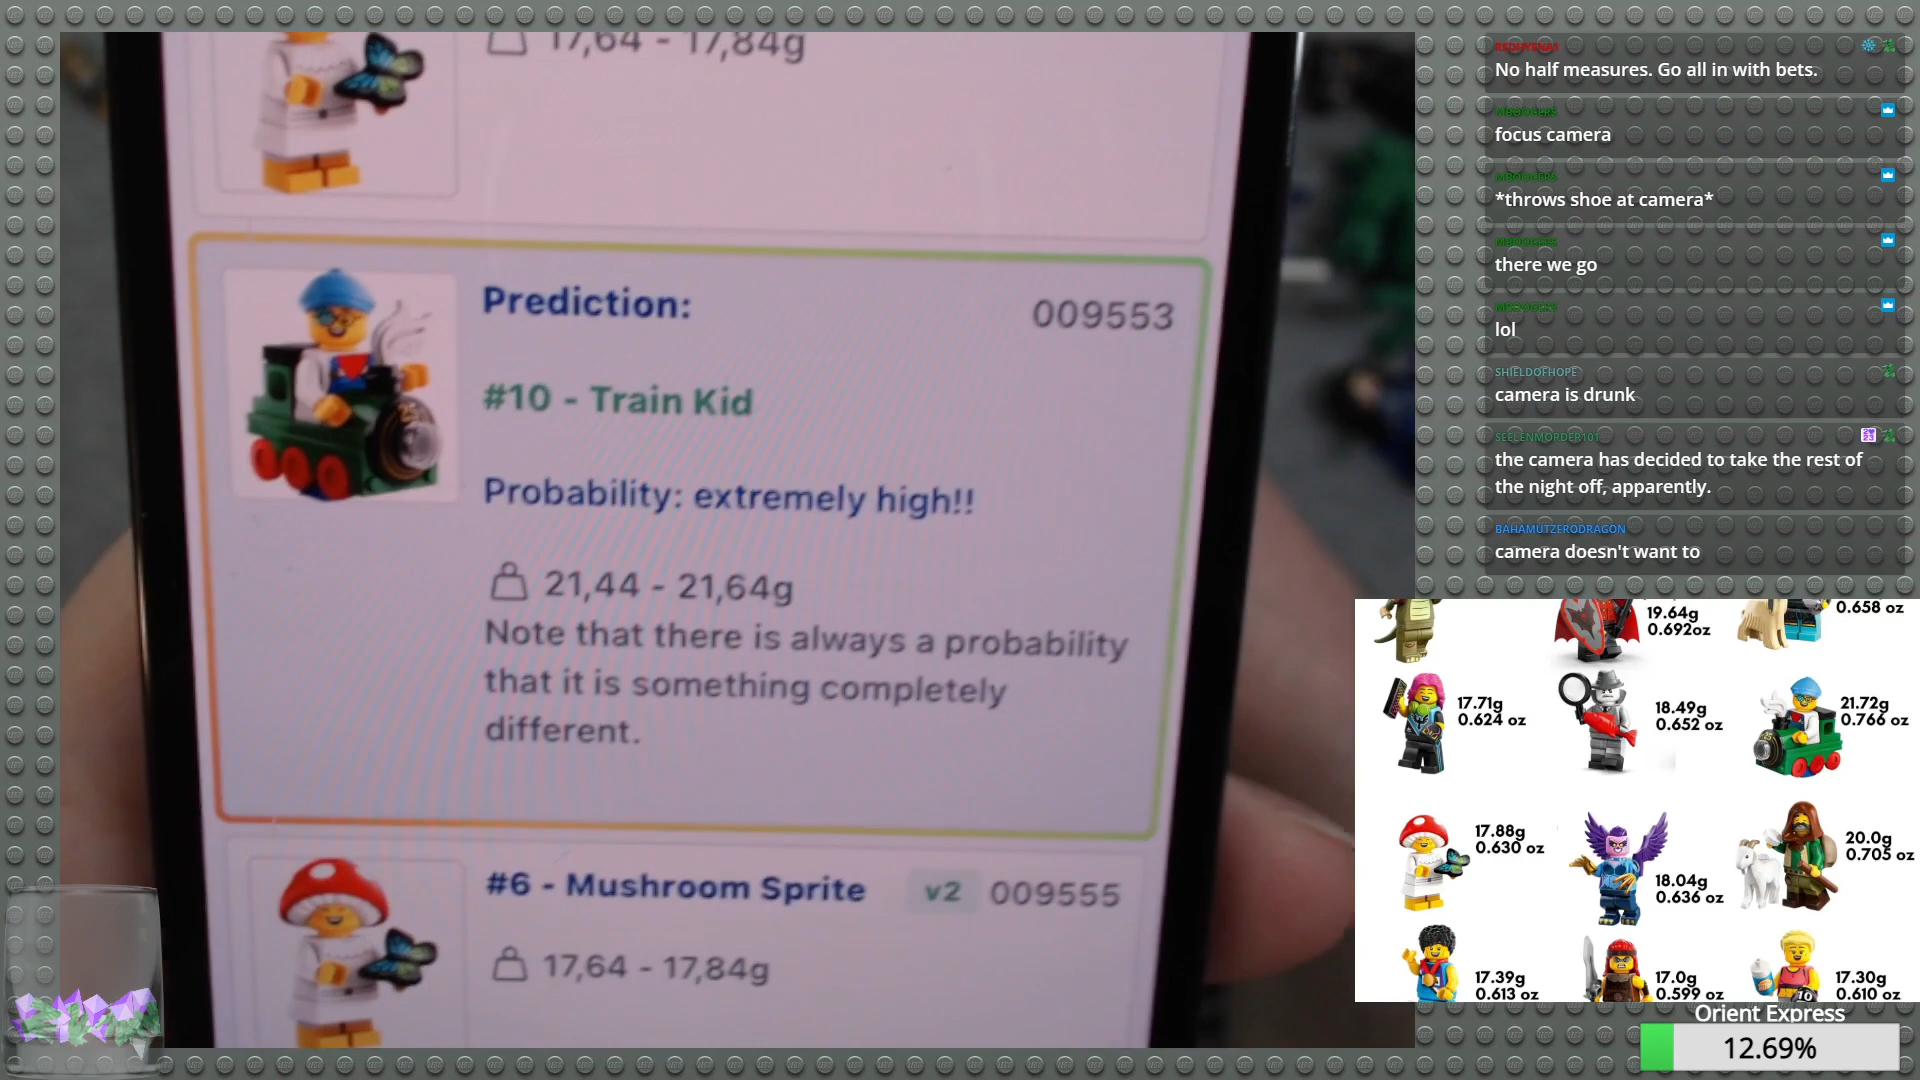 17,64 - 17,84g
Prediction:
009553
#10 - Train Kid
Probability: extremely high!!
21,44 - 21,64g
Note that there is always a probability
that it is something completely
different.
#6 - Mushroom Sprite
v2
009555
17,64 - 17,84g
REDHYENA1
No half measures. Go all in with bets.
focus camera
*throws shoe at camera*
there we go
lol
SHIELDOFHOPE
camera is drunk
SEELENMORDER101
the camera has decided to take the rest of
the night off, apparently.
BAHAMUTZERODRAGON
camera doesn't want to
19.64g
0.692oz
0.658 oz
17.71g
0.624 oz
18.49g
0.652 oz
21.72g
0.766 oz
17.88g
0.630 oz
18.04g
0.636 oz
20.0g
0.705 oz
17.39g
0.613 oz
17.0g
0.599 oz
17.30g
0.610 oz
Orient Express
12.69%